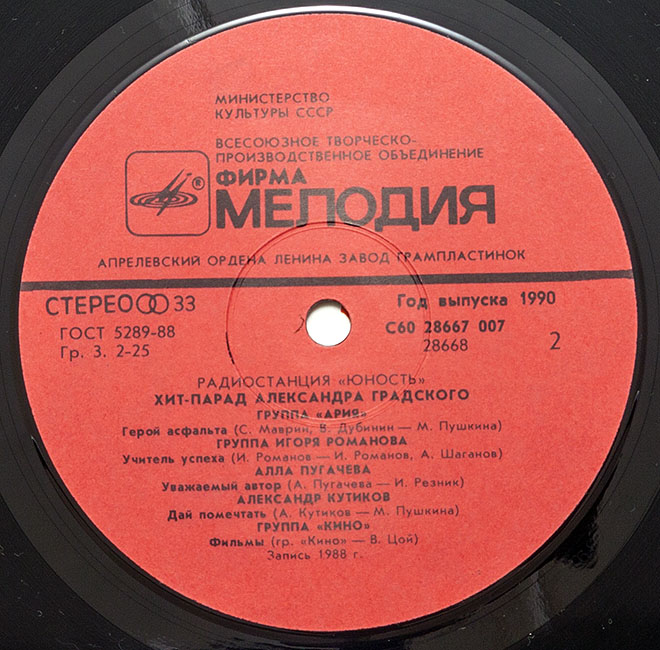 МИНИСТЕРСТВО
КУЛЬТУРЫ СССР
ВСЕСОЮЗНОЕ ТВОРЧЕСКО-
ПРОИЗВОДСТВЕННОЕ ОБЪЕДИНЕНИЕ
®
ФИРМА
МЕЛОДИЯ
АПРЕЛЕВСКИЙ ОРДЕНА ЛЕНИНА ЗАВОД ГРАМПЛАСТИНОК
СТЕРЕО 33
Год выпуска 1990
ГОСТ 5289-88
С60 28667 007
Гр. 3. 2-25
28668
2
РАДИОСТАНЦИЯ «ЮНОСТЬ»
ХИТ-ПАРАД АЛЕКСАНДРА ГРАДСКОГО
ГРУППА «АРИЯ»
Герой асфальта (С. Маврин, В. Дубинин — М. Пушкина)
ГРУППА ИГОРЯ РОМАНОВА
Учитель успеха (И. Романов — И. Романов, А. Шаганов)
АЛЛА ПУГАЧЕВА
Уважаемый автор (А. Пугачева — И. Резник)
АЛЕКСАНДР КУТИКОВ
Дай помечтать (А. Кутиков — М. Пушкина)
ГРУППА «КИНО»
Фильмы (гр. «Кино» — В. Цой)
Запись 1988 г.